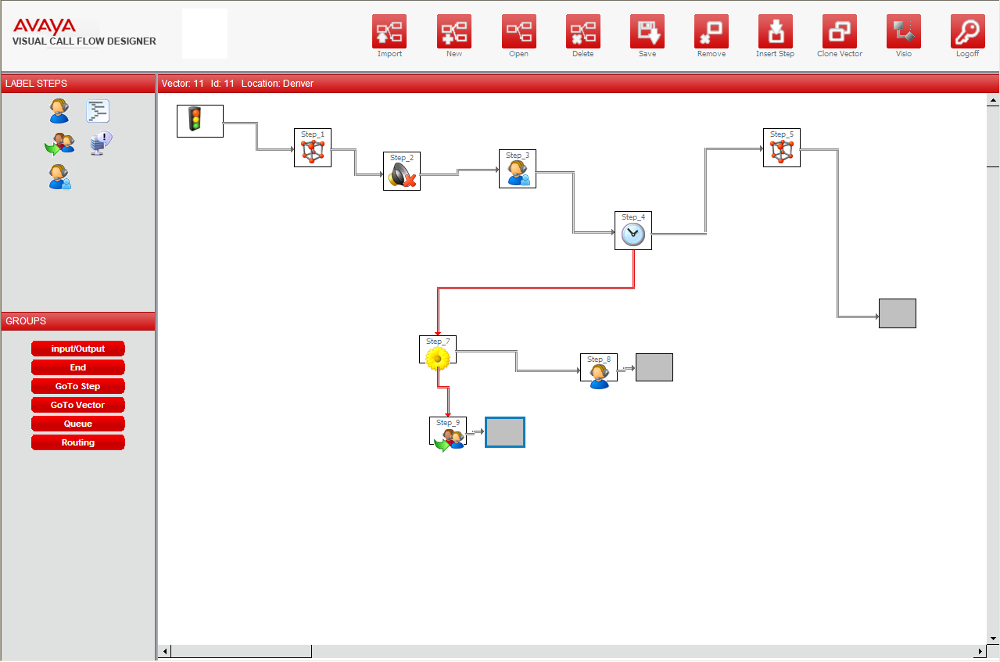 AVAYA
VISUAL CALL FLOW DESIGNER
Import
New
Open
Delete
Save
Remove
Insert Step
Clone Vector
Visio
Logoff
LABEL STEPS
Vector: 11 Id: 11 Location: Denver
Step_1
Step_2
Step_3
Step_4
Step_5
Step_7
Step_8
Step_9
GROUPS
input/Output
End
GoTo Step
GoTo Vector
Queue
Routing